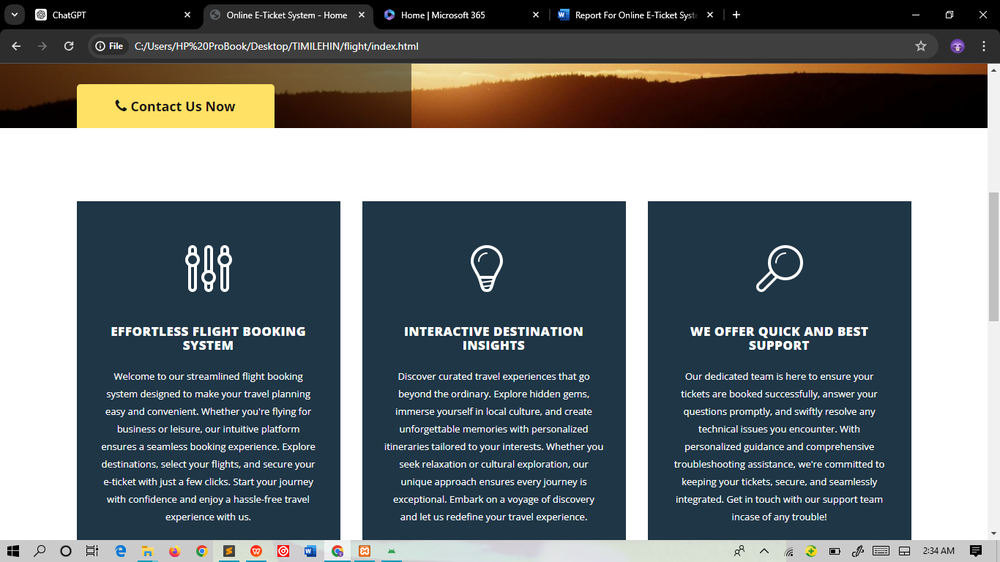 ChatGPT
Online E-Ticket System - Home
Home | Microsoft 365
Report For Online E-Ticket Syste
File
C:/Users/HP%20ProBook/Desktop/TIMILEHIN/flight/index.html
Contact Us Now
EFFORTLESS FLIGHT BOOKING
SYSTEM
Welcome to our streamlined flight booking
system designed to make your travel planning
easy and convenient. Whether you're flying for
business or leisure, our intuitive platform
ensures a seamless booking experience. Explore
destinations, select your flights, and secure your
e-ticket with just a few clicks. Start your journey
with confidence and enjoy a hassle-free travel
experience with us.
INTERACTIVE DESTINATION
INSIGHTS
Discover curated travel experiences that go
beyond the ordinary. Explore hidden gems,
immerse yourself in local culture, and create
unforgettable memories with personalized
itineraries tailored to your interests. Whether you
seek relaxation or cultural exploration, our
unique approach ensures every journey is
exceptional. Embark on a voyage of discovery
and let us redefine your travel experience.
WE OFFER QUICK AND BEST
SUPPORT
Our dedicated team is here to ensure your
tickets are booked successfully, answer your
questions promptly, and swiftly resolve any
technical issues you encounter. With
personalized guidance and comprehensive
troubleshooting assistance, we're committed to
keeping your tickets, secure, and seamlessly
integrated. Get in touch with our support team
incase of any trouble!
2:34 AM